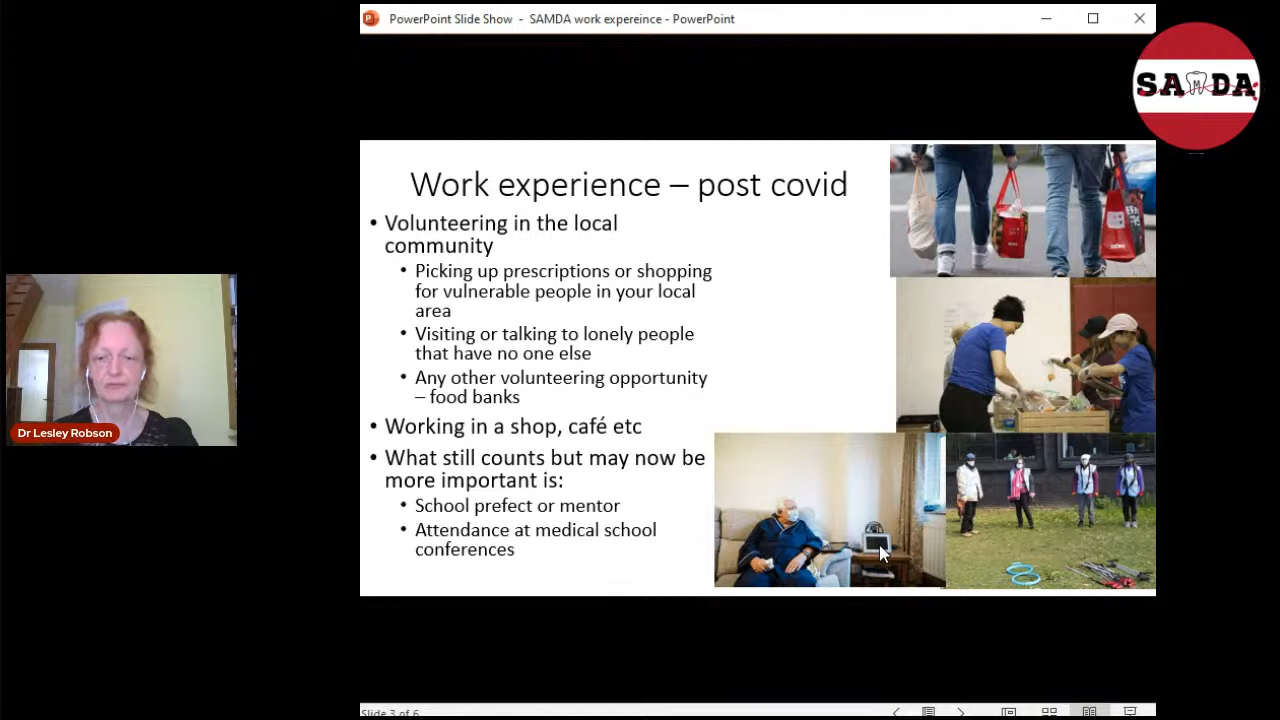 PowerPoint Slide Show - SAMDA work expereince - PowerPoint
SAMDA
M
Work experience – post covid
• Volunteering in the local
community
• Picking up prescriptions or shopping
for vulnerable people in your local
area
• Visiting or talking to lonely people
that have no one else
• Any other volunteering opportunity
– food banks
• Working in a shop, café etc
• What still counts but may now be
more important is:
• School prefect or mentor
• Attendance at medical school
conferences
Dr Lesley Robson
Slide 3 of 6